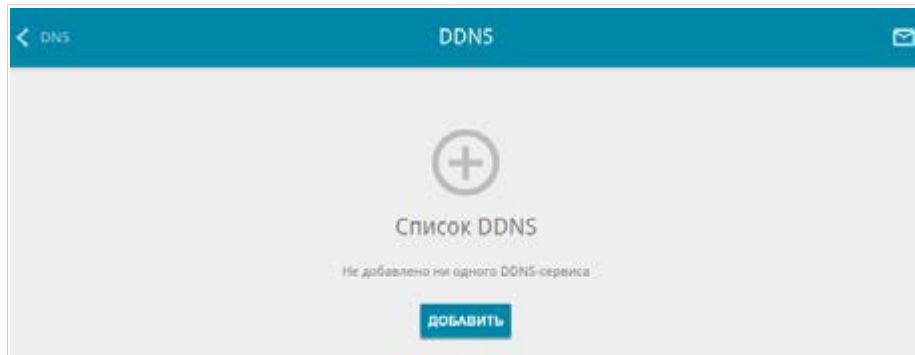 DNS
DDNS
Список DDNS
Не добавлено ни одного DDNS-сервиса
ДОБАВИТЬ